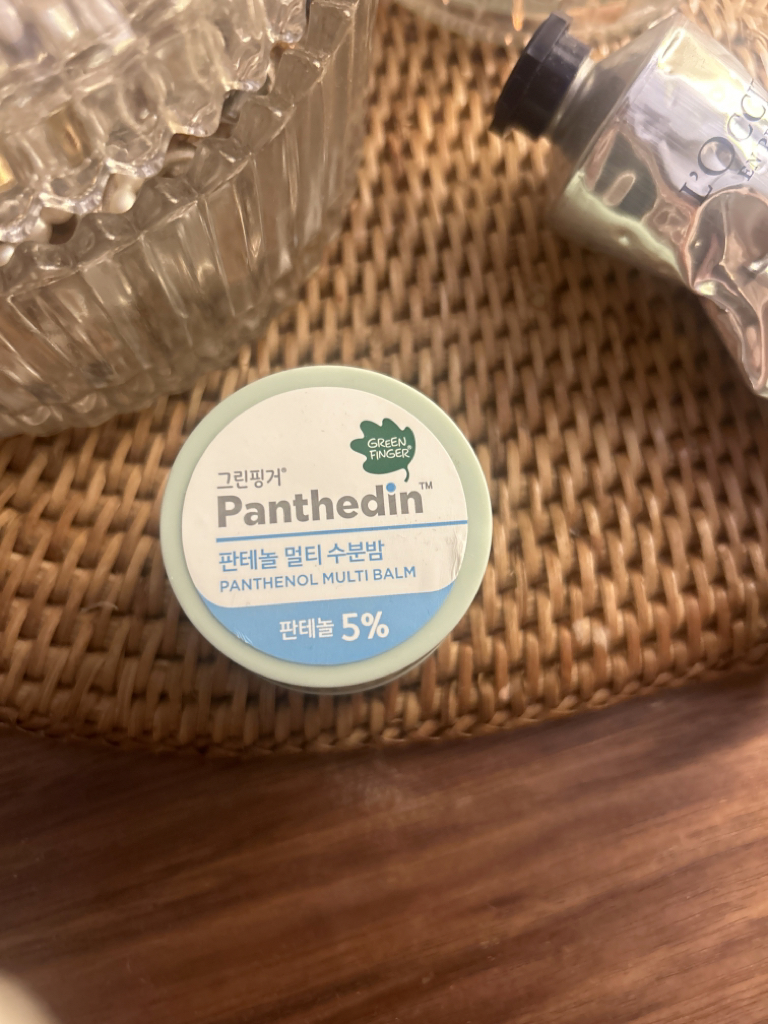 L'OCCI
GREEN
FINGER®
그린핑거®
Panthedin™
판테놀 멀티 수분밤
PANTHENOL MULTI BALM
판테놀 5%